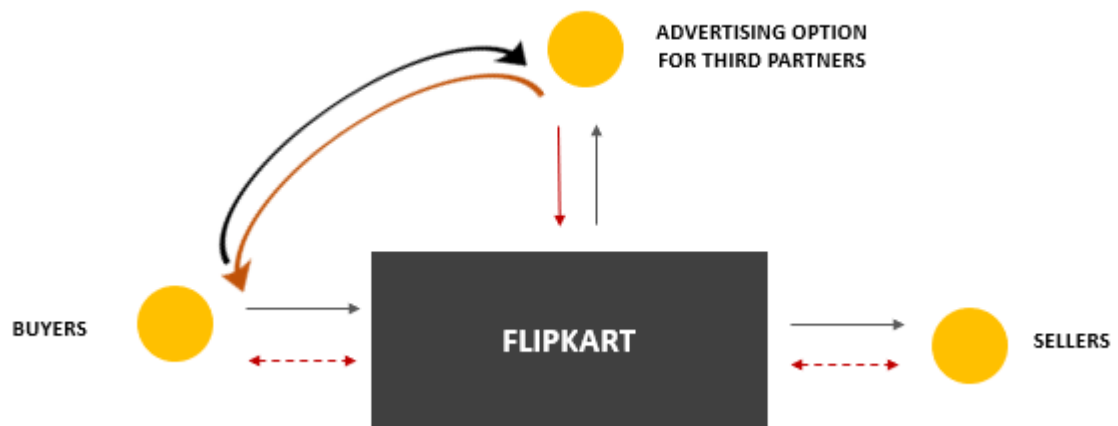 ADVERTISING OPTION
FOR THIRD PARTNERS
FLIPKART
BUYERS
SELLERS